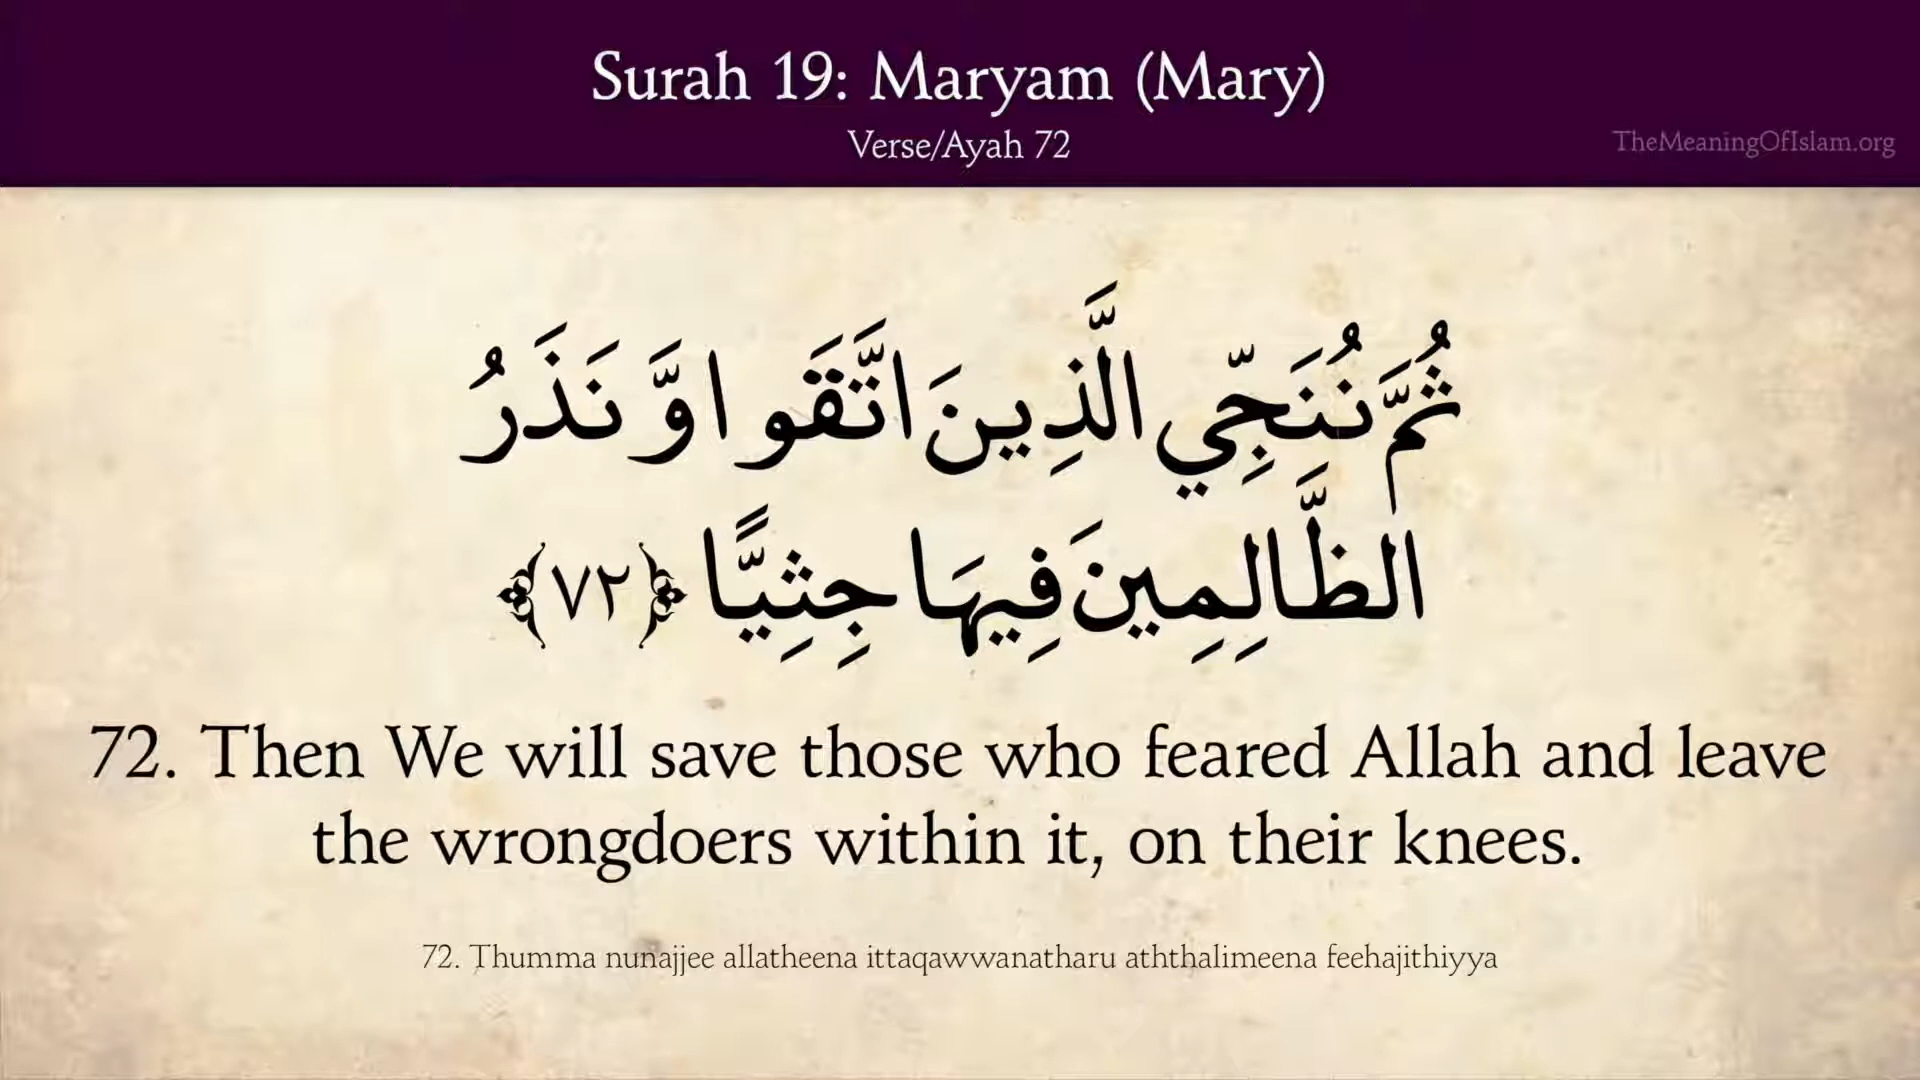 Surah 19: Maryam (Mary)
Verse/Ayah 72
TheMeaningOfIslam.org
ثُمَّ نُنَجِّي الَّذِينَ اتَّقَوا وَّنَذَرُ
الظَّالِمِينَ فِيهَا جِثِيًّا ﴿٧٢﴾
72. Then We will save those who feared Allah and leave
the wrongdoers within it, on their knees.
72. Thumma nunajjee allatheena ittaqawwanatharu aththalimeena feehajithiyya